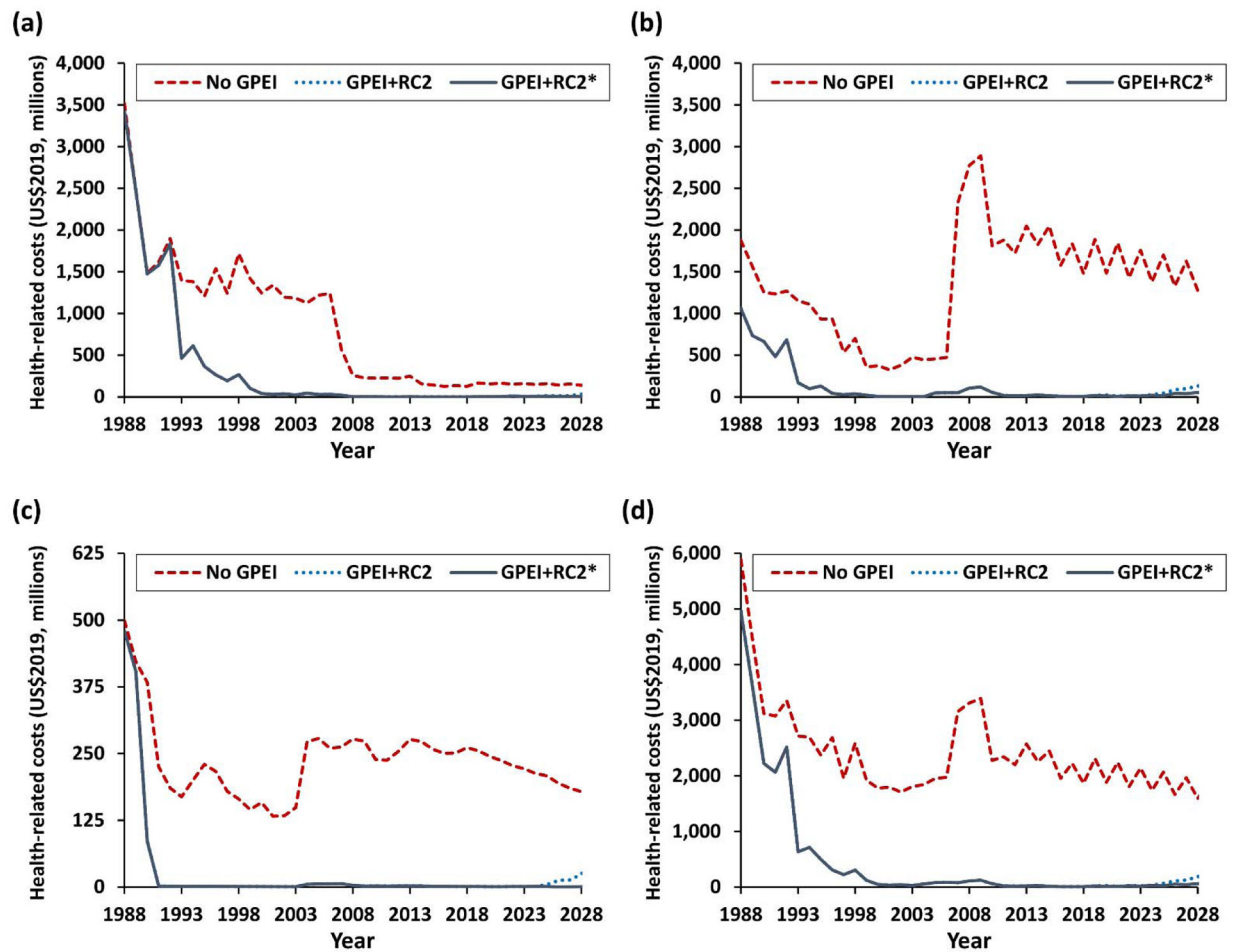 (a)
Health-related costs (US$2019, millions)
4,000
3,500
3,000
2,500
2,000
1,500
1,000
500
0
No GPEI GPEI+RC2 GPEI+RC2*
1988 1993 1998 2003 2008 2013 2018 2023 2028
Year
(b)
Health-related costs (US$2019, millions)
4,000
3,500
3,000
2,500
2,000
1,500
1,000
500
0
No GPEI GPEI+RC2 GPEI+RC2*
1988 1993 1998 2003 2008 2013 2018 2023 2028
Year
(c)
Health-related costs (US$2019, millions)
625
500
375
250
125
0
No GPEI GPEI+RC2 GPEI+RC2*
1988 1993 1998 2003 2008 2013 2018 2023 2028
Year
(d)
Health-related costs (US$2019, millions)
6,000
5,000
4,000
3,000
2,000
1,000
0
No GPEI GPEI+RC2 GPEI+RC2*
1988 1993 1998 2003 2008 2013 2018 2023 2028
Year